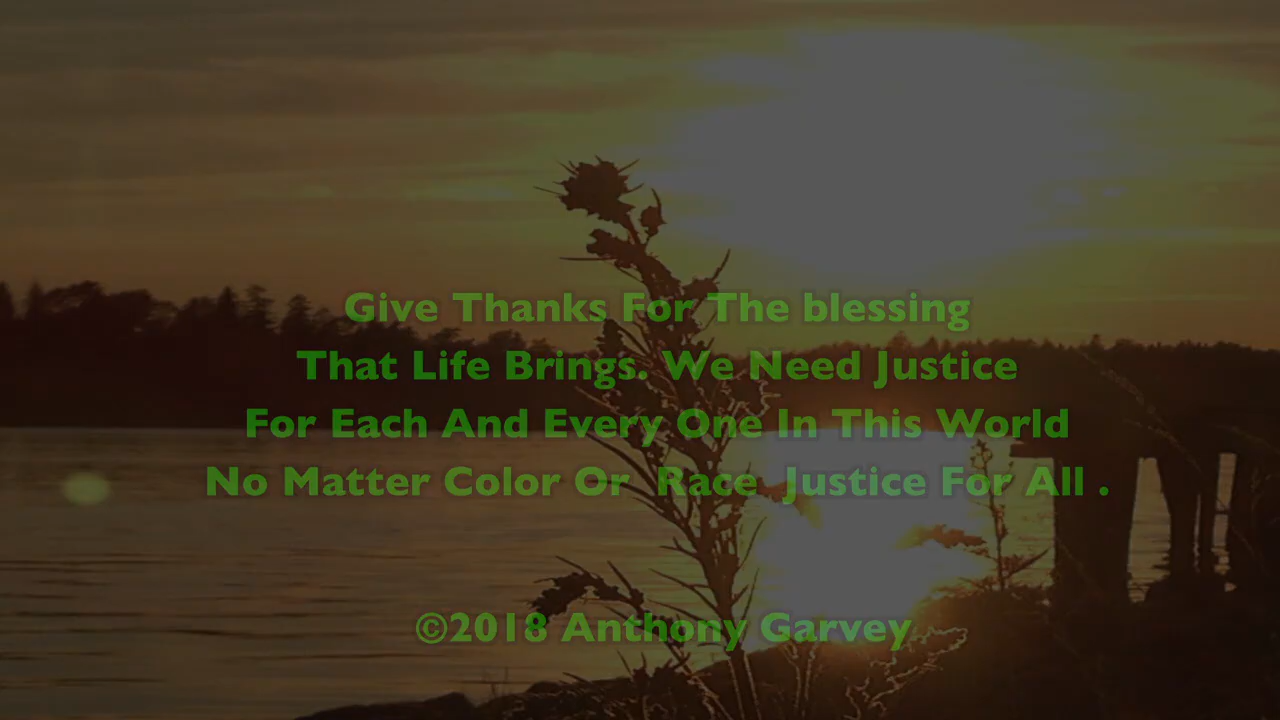 Give Thanks For The blessing
That Life Brings. We Need Justice
For Each And Every One In This World
No Matter Color Or  Race  Justice For All .
©2018 Anthony Garvey